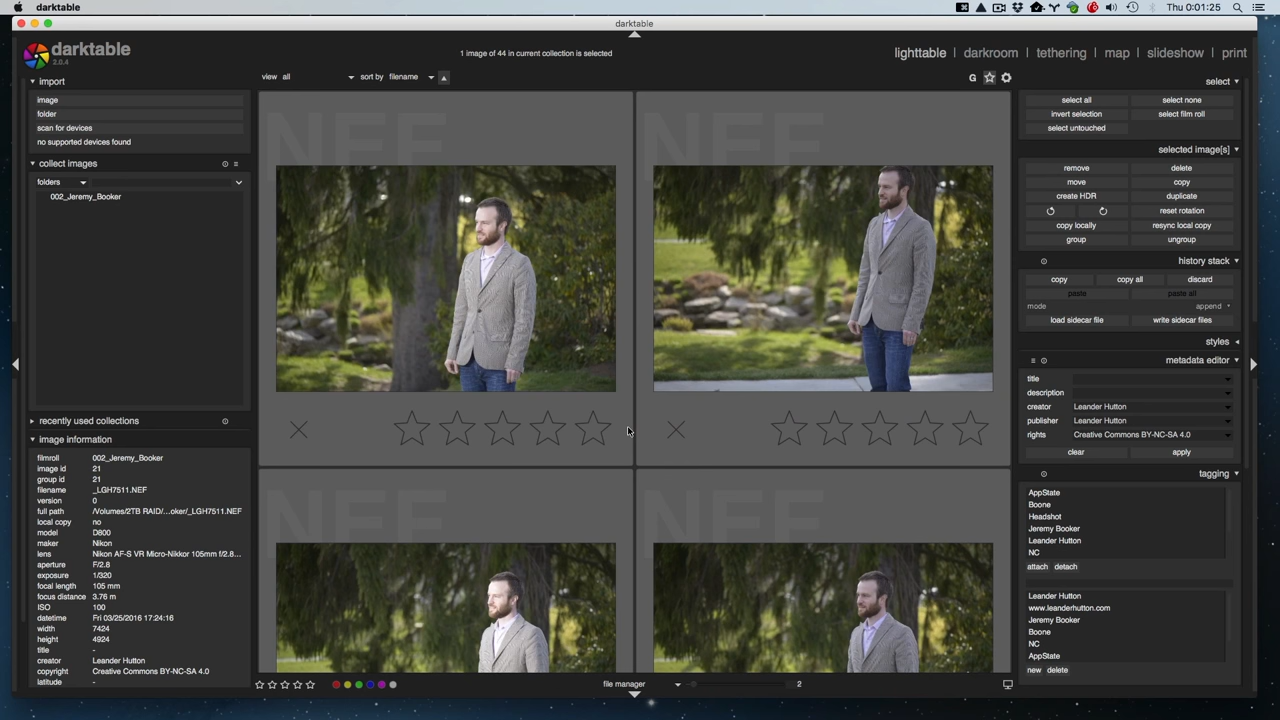 darktable
Thu 0:01:25
darktable
darktable
2.0.4
1 image of 44 in current collection is selected
lighttable | darkroom | tethering | map | slideshow | print
import
image
folder
scan for devices
no supported devices found
collect images
folders
002_Jeremy_Booker
recently used collections
image information
filmroll 002_Jeremy_Booker
image id 21
group id 21
filename _LGH7511.NEF
version 0
full path /Volumes/2TB RAID/...oker/_LGH7511.NEF
local copy no
model D800
maker Nikon
lens Nikon AF-S VR Micro-Nikkor 105mm f/2.8...
aperture F/2.8
exposure 1/320
focal length 105 mm
focus distance 3.76 m
ISO 100
datetime Fri 03/25/2016 17:24:16
width 7424
height 4924
title -
creator Leander Hutton
copyright Creative Commons BY-NC-SA 4.0
latitude -
view all sort by filename
G
NEF
NEF
NEF
NEF
file manager 2
select
select all select none
invert selection select film roll
select untouched
selected image[s]
remove delete
move copy
create HDR duplicate
reset rotation
copy locally resync local copy
group ungroup
history stack
copy copy all discard
paste paste all
mode append
load sidecar file write sidecar files
styles
metadata editor
title
description
creator Leander Hutton
publisher Leander Hutton
rights Creative Commons BY-NC-SA 4.0
clear apply
tagging
AppState
Boone
Headshot
Jeremy Booker
Leander Hutton
NC
attach detach
Leander Hutton
www.leanderhutton.com
Jeremy Booker
Boone
NC
AppState
new delete